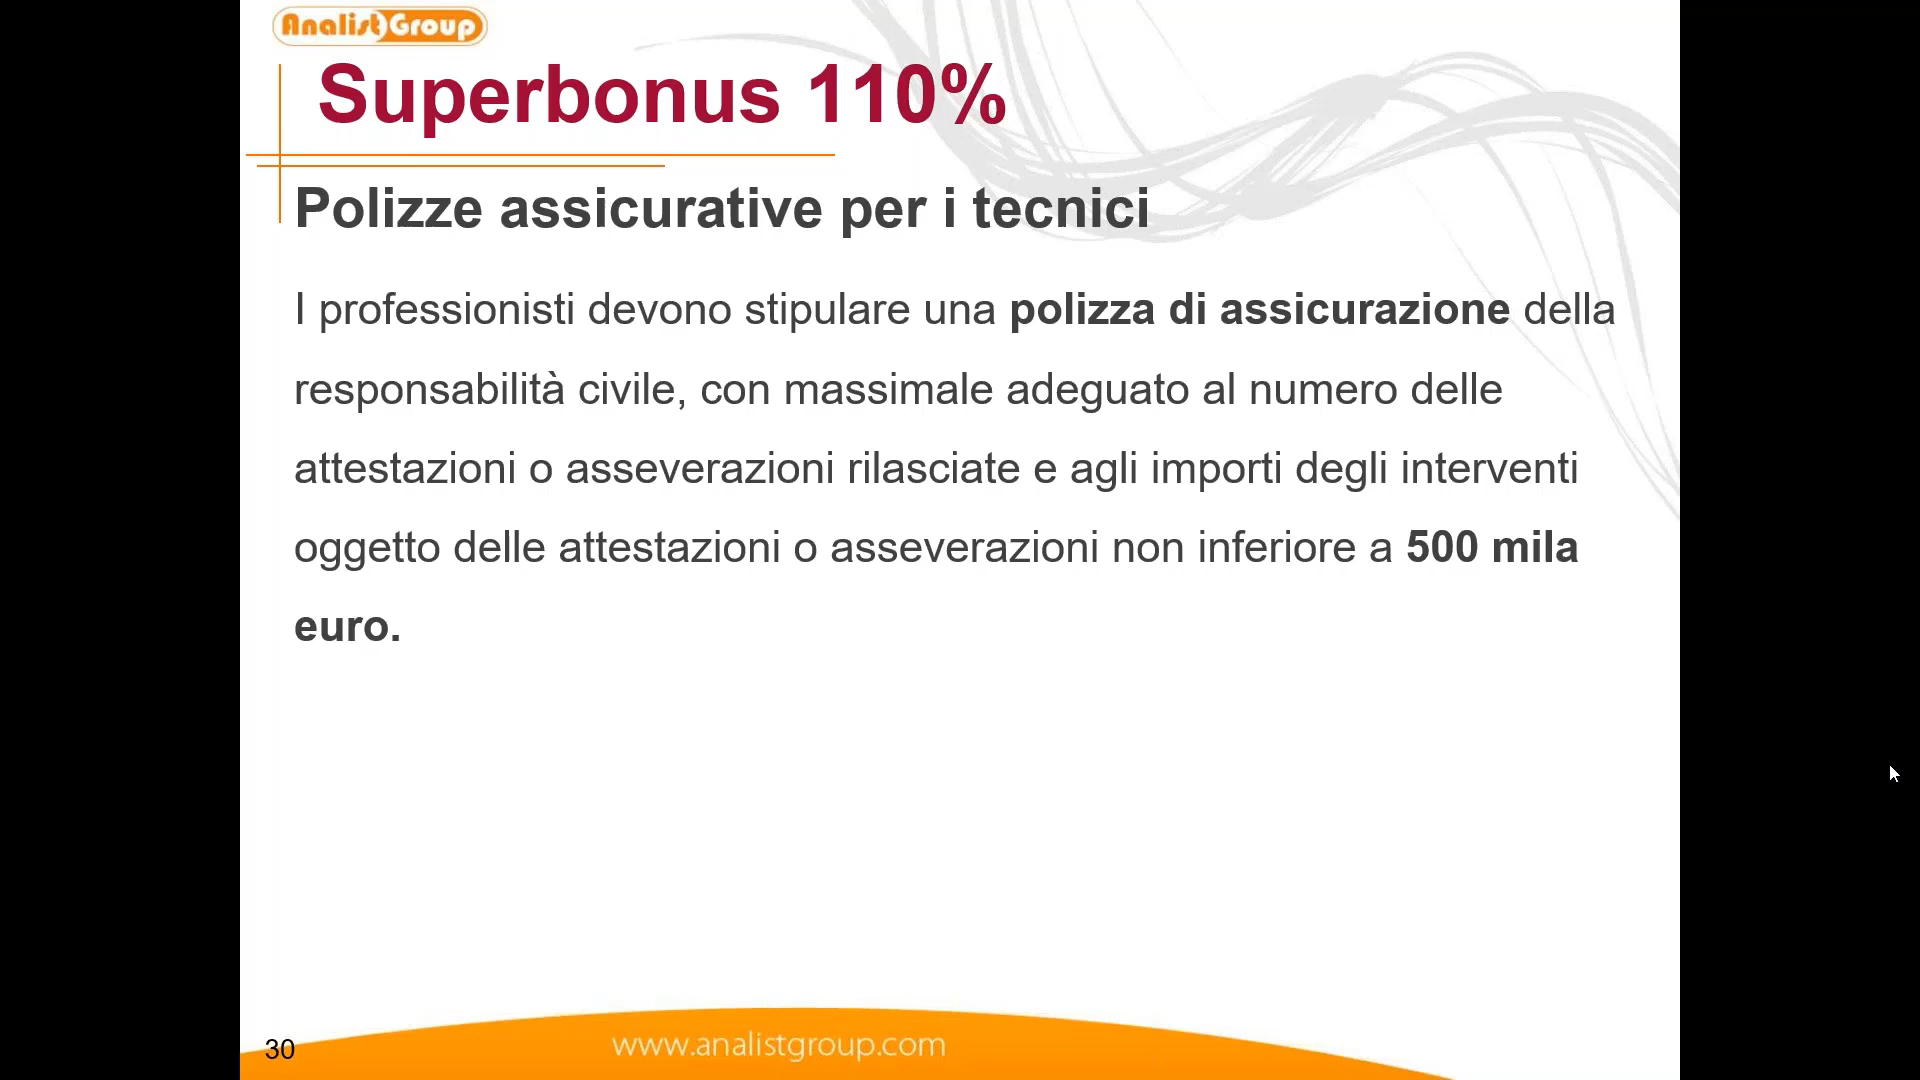 Analist Group
Superbonus 110%
Polizze assicurative per i tecnici
I professionisti devono stipulare una polizza di assicurazione della
responsabilità civile, con massimale adeguato al numero delle
attestazioni o asseverazioni rilasciate e agli importi degli interventi
oggetto delle attestazioni o asseverazioni non inferiore a 500 mila
euro.
30
www.analistgroup.com